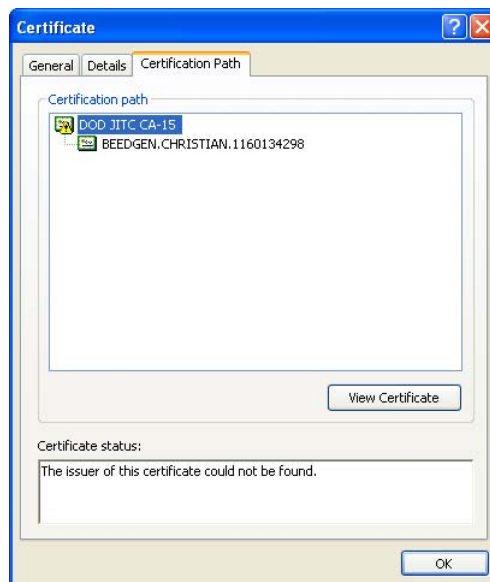 Certificate
General Details Certification Path
Certification path
DOD JITC CA-15
BEEDGEN.CHRISTIAN.1160134298
View Certificate
Certificate status:
The issuer of this certificate could not be found.
OK